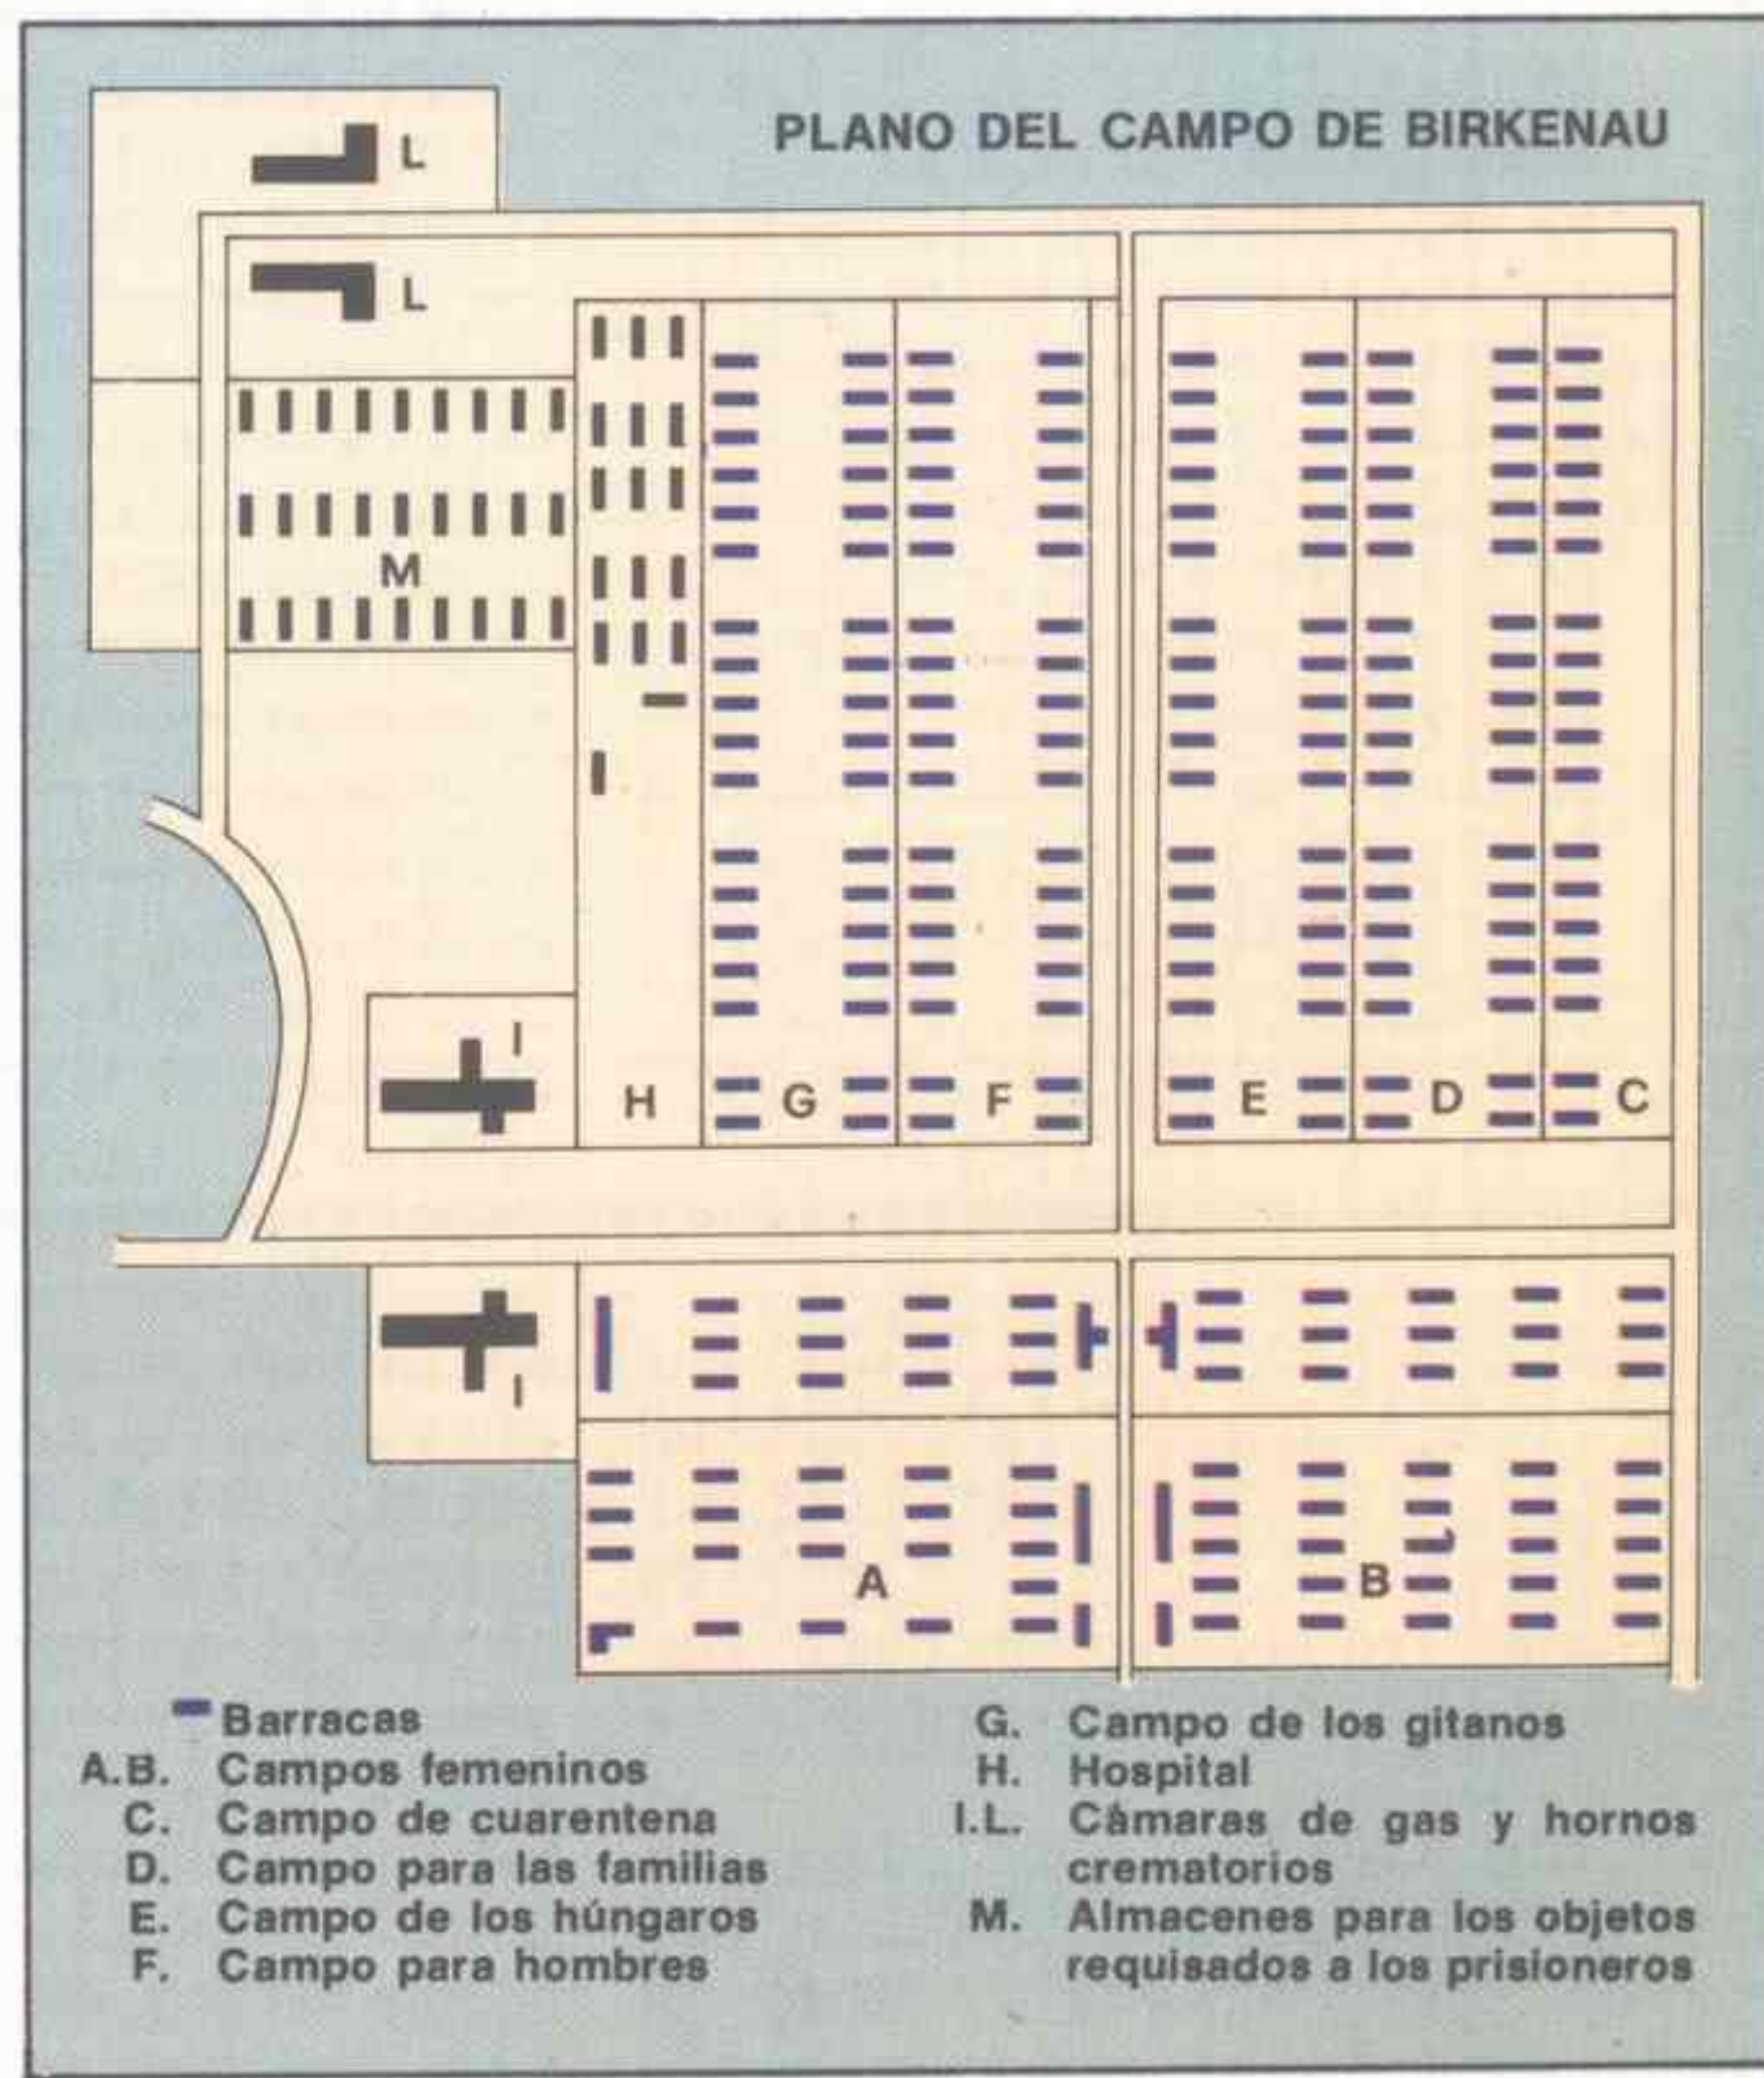 PLANO DEL CAMPO DE BIRKENAU
L
L
M
I
H
G
F
E
D
C
I
A
B
Barracas
A.B. Campos femeninos
C. Campo de cuarentena
D. Campo para las familias
E. Campo de los húngaros
F. Campo para hombres
G. Campo de los gitanos
H. Hospital
I.L. Cámaras de gas y hornos
crematorios
M. Almacenes para los objetos
requisados a los prisioneros